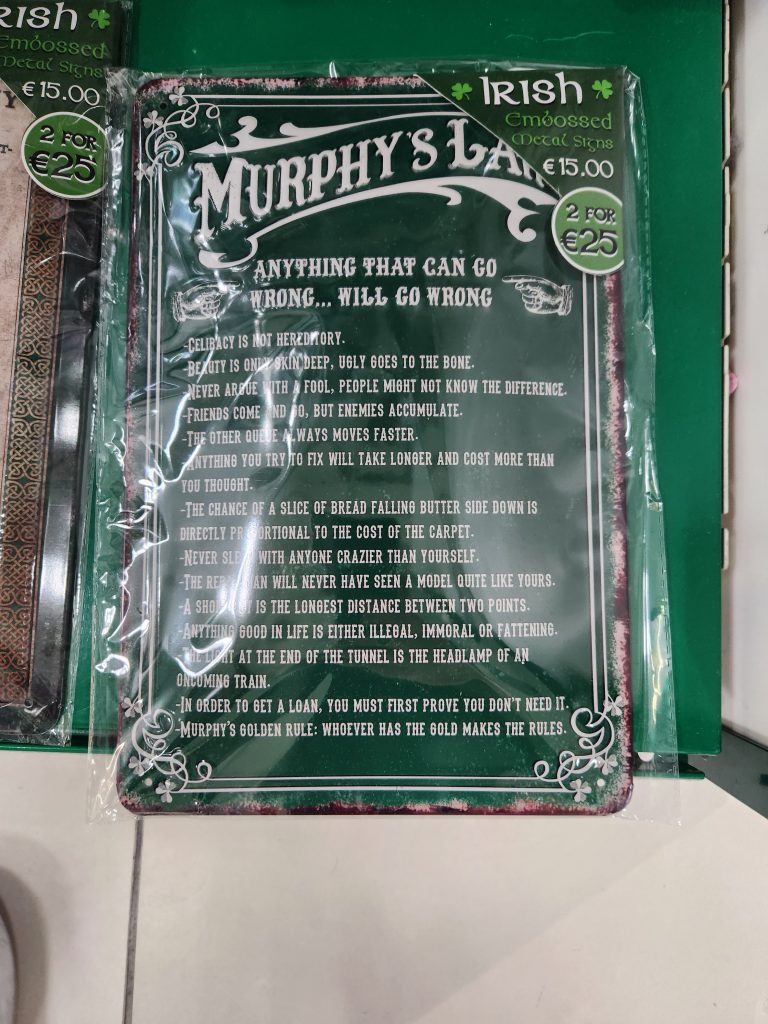 RISH
Embossed
Metal Signs
€15.00
2 FOR
€25
IRISH
Embossed
Metal Signs
€15.00
2 FOR
€25
MURPHY'S
ANYTHING THAT CAN GO
WRONG... WILL GO WRONG
-CELIBACY IS NOT HEREDITORY.
-BEAUTY IS ONLY SKIN DEEP, UGLY GOES TO THE BONE.
-NEVER ARGUE WITH A FOOL, PEOPLE MIGHT NOT KNOW THE DIFFERENCE.
-FRIENDS COME AND GO, BUT ENEMIES ACCUMULATE.
-THE OTHER QUEUE ALWAYS MOVES FASTER.
-ANYTHING YOU TRY TO FIX WILL TAKE LONGER AND COST MORE THAN
YOU THOUGHT.
-THE CHANCE OF A SLICE OF BREAD FALLING BUTTER SIDE DOWN IS
DIRECTLY PROPORTIONAL TO THE COST OF THE CARPET.
-NEVER SLEEP WITH ANYONE CRAZIER THAN YOURSELF.
-THE REPAIRMAN WILL NEVER HAVE SEEN A MODEL QUITE LIKE YOURS.
-A SHORTCUT IS THE LONGEST DISTANCE BETWEEN TWO POINTS.
-ANYTHING GOOD IN LIFE IS EITHER ILLEGAL, IMMORAL OR FATTENING.
-THE LIGHT AT THE END OF THE TUNNEL IS THE HEADLAMP OF AN
ONCOMING TRAIN.
-IN ORDER TO GET A LOAN, YOU MUST FIRST PROVE YOU DON'T NEED IT.
-MURPHY'S GOLDEN RULE: WHOEVER HAS THE GOLD MAKES THE RULES.